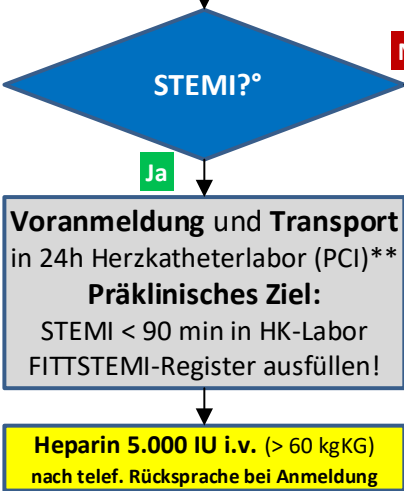 STEMI?°
Ja
Voranmeldung und Transport
in 24h Herzkatheterlabor (PCI)**
Präklinisches Ziel:
STEMI < 90 min in HK-Labor
FITTSTEMI-Register ausfüllen!
Heparin 5.000 IU i.v. (> 60 kgKG)
nach telef. Rücksprache bei Anmeldung